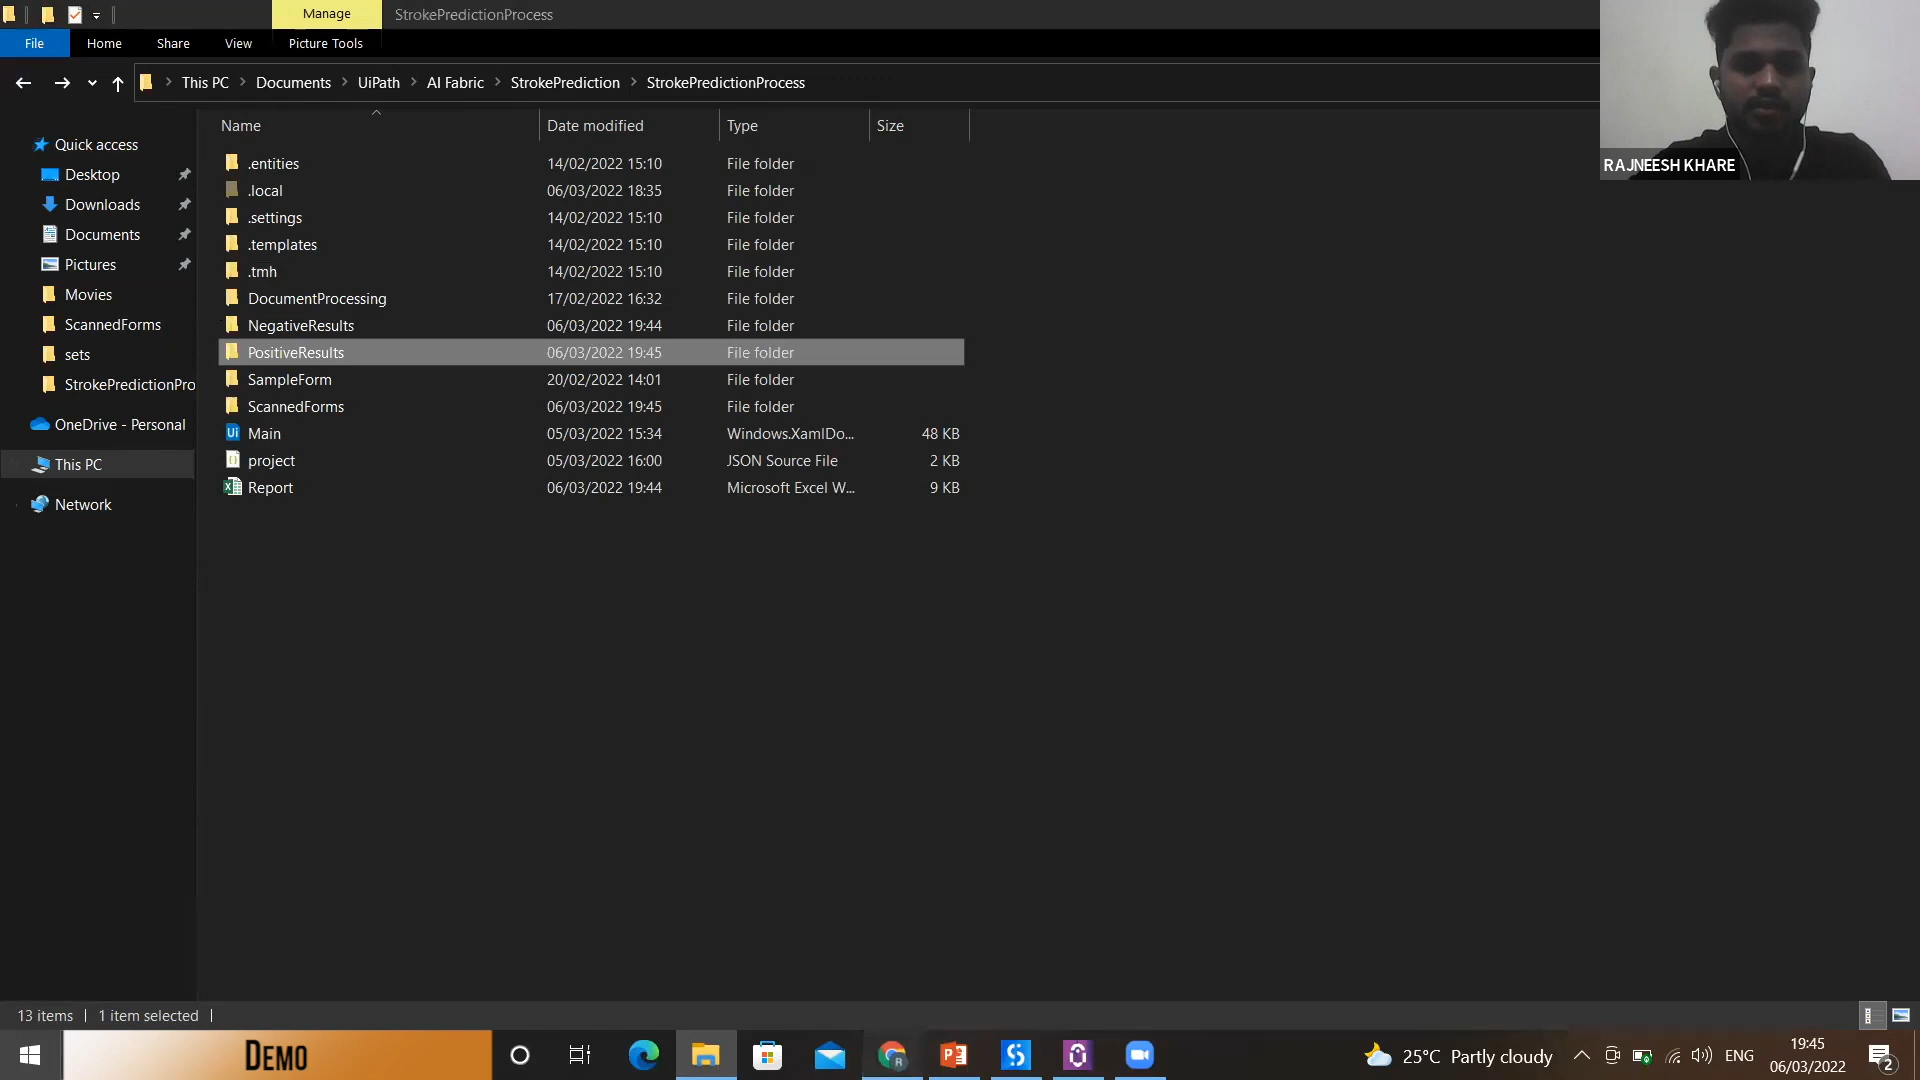 Manage
StrokePredictionProcess
File
Home
Share
View
Picture Tools
This PC
Documents
UiPath
AI Fabric
StrokePrediction
StrokePredictionProcess
RAJNEESH KHARE
Name
Date modified
Type
Size
Quick access
Desktop
Downloads
Documents
Pictures
Movies
ScannedForms
sets
StrokePredictionPro
OneDrive - Personal
This PC
Network
.entities 14/02/2022 15:10 File folder
.local 06/03/2022 18:35 File folder
.settings 14/02/2022 15:10 File folder
.templates 14/02/2022 15:10 File folder
.tmh 14/02/2022 15:10 File folder
DocumentProcessing 17/02/2022 16:32 File folder
NegativeResults 06/03/2022 19:44 File folder
PositiveResults 06/03/2022 19:45 File folder
SampleForm 20/02/2022 14:01 File folder
ScannedForms 06/03/2022 19:45 File folder
Main 05/03/2022 15:34 Windows.XamlDo... 48 KB
project 05/03/2022 16:00 JSON Source File 2 KB
Report 06/03/2022 19:44 Microsoft Excel W... 9 KB
13 items
1 item selected
DEMO
25°C Partly cloudy
ENG
19:45
06/03/2022
2